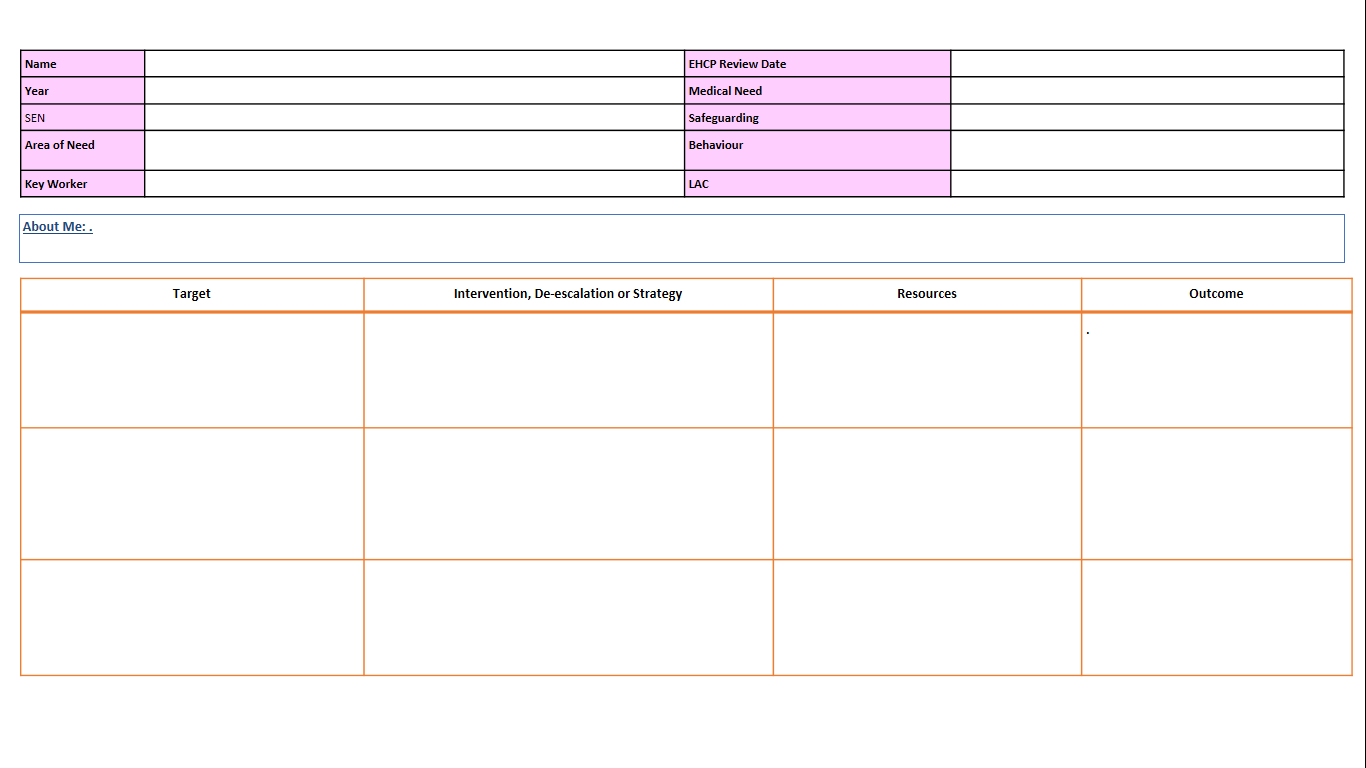 Name EHCP Review Date
Year Medical Need
SEN Safeguarding
Area of Need Behaviour
Key Worker LAC
About Me: .
Target Intervention, De-escalation or Strategy Resources Outcome
.